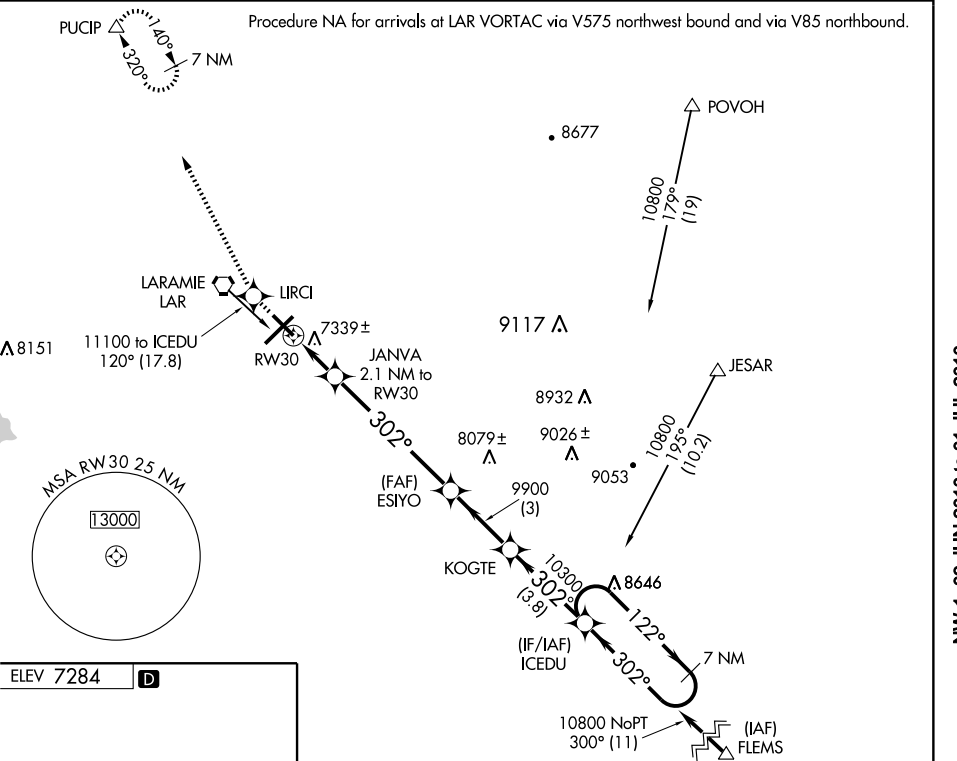 Procedure NA for arrivals at LAR VORTAC via V575 northwest bound and via V85 northbound.
PUCIP
140°
320°
7 NM
POVOH
8677
10800
179°
(19)
LARAMIE
LAR
LIRCI
8151
11100 to ICEDU
120° (17.8)
7339±
RW30
9117
JANVA
2.1 NM to
RW30
JESAR
8932
302°
8079±
9026±
9053
10800
195°
(10.2)
MSA RW30 25 NM
13000
(FAF)
ESIYO
9900
(3)
KOGTE
10300
302°
(3.8)
8646
122°
(IF/IAF)
ICEDU
302°
7 NM
ELEV 7284
D
10800 NoPT
300° (11)
(IAF)
FLEMS